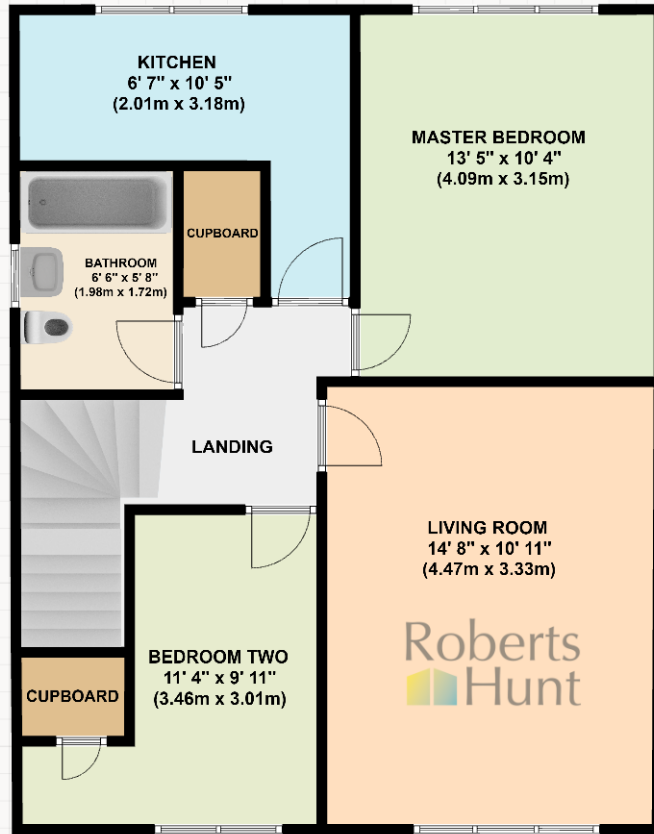 KITCHEN
6' 7" x 10' 5"
(2.01m x 3.18m)
MASTER BEDROOM
13' 5" x 10' 4"
(4.09m x 3.15m)
CUPBOARD
BATHROOM
6' 6" x 5' 8"
(1.98m x 1.72m)
LANDING
LIVING ROOM
14' 8" x 10' 11"
(4.47m x 3.33m)
Roberts
Hunt
BEDROOM TWO
11' 4" x 9' 11"
(3.46m x 3.01m)
CUPBOARD